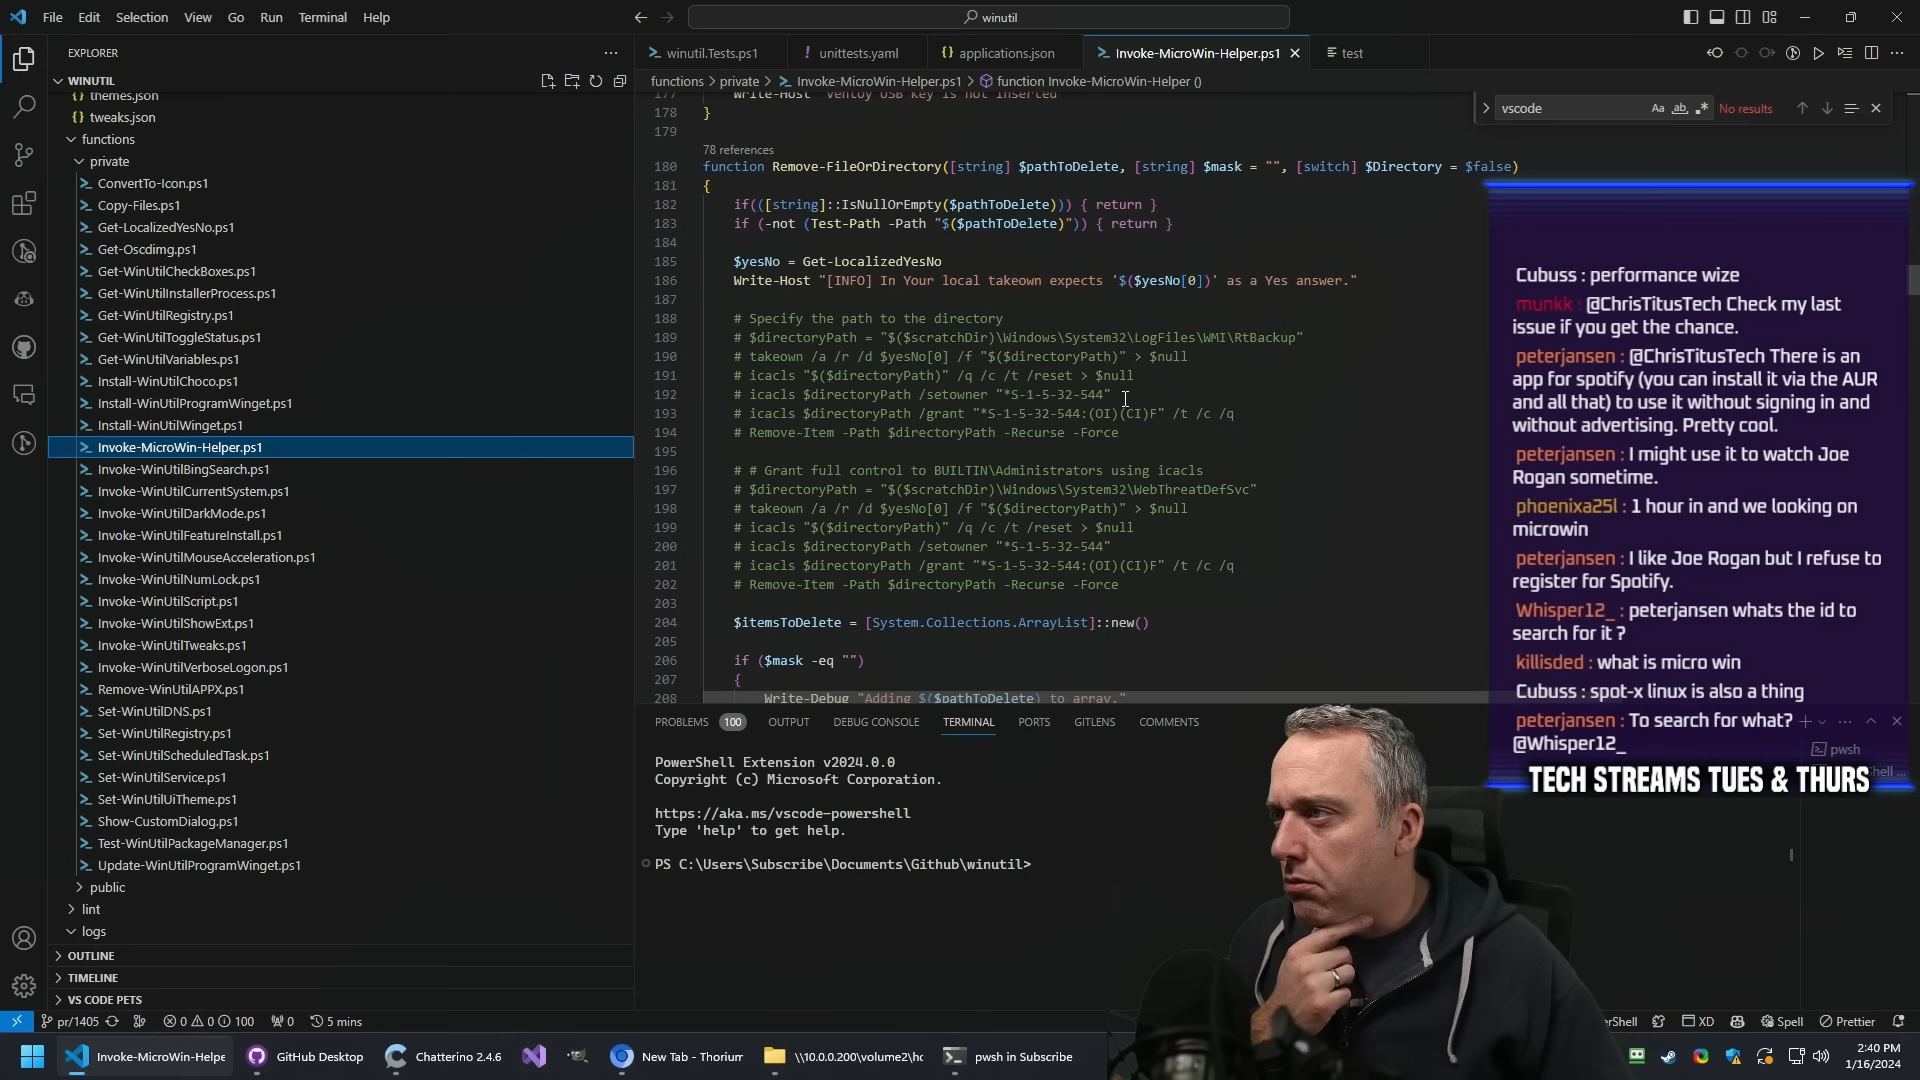 File Edit Selection View Go Run Terminal Help
winutil
EXPLORER
WINUTIL
themes.json
tweaks.json
functions
private
ConvertTo-Icon.ps1
Copy-Files.ps1
Get-LocalizedYesNo.ps1
Get-Oscdimg.ps1
Get-WinUtilCheckBoxes.ps1
Get-WinUtilInstallerProcess.ps1
Get-WinUtilRegistry.ps1
Get-WinUtilToggleStatus.ps1
Get-WinUtilVariables.ps1
Install-WinUtilChoco.ps1
Install-WinUtilProgramWinget.ps1
Install-WinUtilWinget.ps1
Invoke-MicroWin-Helper.ps1
Invoke-WinUtilBingSearch.ps1
Invoke-WinUtilCurrentSystem.ps1
Invoke-WinUtilDarkMode.ps1
Invoke-WinUtilFeatureInstall.ps1
Invoke-WinUtilMouseAcceleration.ps1
Invoke-WinUtilNumLock.ps1
Invoke-WinUtilScript.ps1
Invoke-WinUtilShowExt.ps1
Invoke-WinUtilTweaks.ps1
Invoke-WinUtilVerboseLogon.ps1
Remove-WinUtilAPPX.ps1
Set-WinUtilDNS.ps1
Set-WinUtilRegistry.ps1
Set-WinUtilScheduledTask.ps1
Set-WinUtilService.ps1
Set-WinUtilUiTheme.ps1
Show-CustomDialog.ps1
Test-WinUtilPackageManager.ps1
Update-WinUtilProgramWinget.ps1
public
lint
logs
OUTLINE
TIMELINE
VS CODE PETS
winutil.Tests.ps1 unittests.yaml applications.json Invoke-MicroWin-Helper.ps1 test
functions > private > Invoke-MicroWin-Helper.ps1 > function Invoke-MicroWin-Helper ()
vscode Aa ab No results
177 Write-Host "Ventoy USB Key is not inserted"
178 }
179
78 references
180 function Remove-FileOrDirectory([string] $pathToDelete, [string] $mask = "", [switch] $Directory = $false)
181 {
182 if(([string]::IsNullOrEmpty($pathToDelete))) { return }
183 if (-not (Test-Path -Path "$($pathToDelete)")) { return }
184
185 $yesNo = Get-LocalizedYesNo
186 Write-Host "[INFO] In Your local takeown expects '$($yesNo[0])' as a Yes answer."
187
188 # Specify the path to the directory
189 # $directoryPath = "$($scratchDir)\Windows\System32\LogFiles\WMI\RtBackup"
190 # takeown /a /r /d $yesNo[0] /f "$($directoryPath)" > $null
191 # icacls "$($directoryPath)" /q /c /t /reset > $null
192 # icacls $directoryPath /setowner "*S-1-5-32-544"
193 # icacls $directoryPath /grant "*S-1-5-32-544:(OI)(CI)F" /t /c /q
194 # Remove-Item -Path $directoryPath -Recurse -Force
195
196 # # Grant full control to BUILTIN\Administrators using icacls
197 # $directoryPath = "$($scratchDir)\Windows\System32\WebThreatDefSvc"
198 # takeown /a /r /d $yesNo[0] /f "$($directoryPath)" > $null
199 # icacls "$($directoryPath)" /q /c /t /reset > $null
200 # icacls $directoryPath /setowner "*S-1-5-32-544"
201 # icacls $directoryPath /grant "*S-1-5-32-544:(OI)(CI)F" /t /c /q
202 # Remove-Item -Path $directoryPath -Recurse -Force
203
204 $itemsToDelete = [System.Collections.ArrayList]::new()
205
206 if ($mask -eq "")
207 {
208 Write-Debug "Adding $($pathToDelete) to array."
Cubuss : performance wize
munkk : @ChrisTitusTech Check my last
issue if you get the chance.
peterjansen : @ChrisTitusTech There is an
app for spotify (you can install it via the AUR
and all that) to use it without signing in and
without advertising. Pretty cool.
peterjansen : I might use it to watch Joe
Rogan sometime.
phoenixa25l : 1 hour in and we looking on
microwin
peterjansen : I like Joe Rogan but I refuse to
register for Spotify.
Whisper12_ : peterjansen whats the id to
search for it ?
killisded : what is micro win
Cubuss : spot-x linux is also a thing
peterjansen : To search for what?
@Whisper12_
TECH STREAMS TUES & THURS
PROBLEMS 100 OUTPUT DEBUG CONSOLE TERMINAL PORTS GITLENS COMMENTS
pwsh
PowerShell Extension v2024.0.0
Copyright (c) Microsoft Corporation.
https://aka.ms/vscode-powershell
Type 'help' to get help.
PS C:\Users\Subscribe\Documents\Github\winutil>
pr/1405 0 0 100 0 5 mins
XD Spell Prettier
Invoke-MicroWin-Helpe GitHub Desktop Chatterino 2.4.6 New Tab - Thorium \\10.0.0.200\volume2\hc pwsh in Subscribe
2:40 PM
1/16/2024